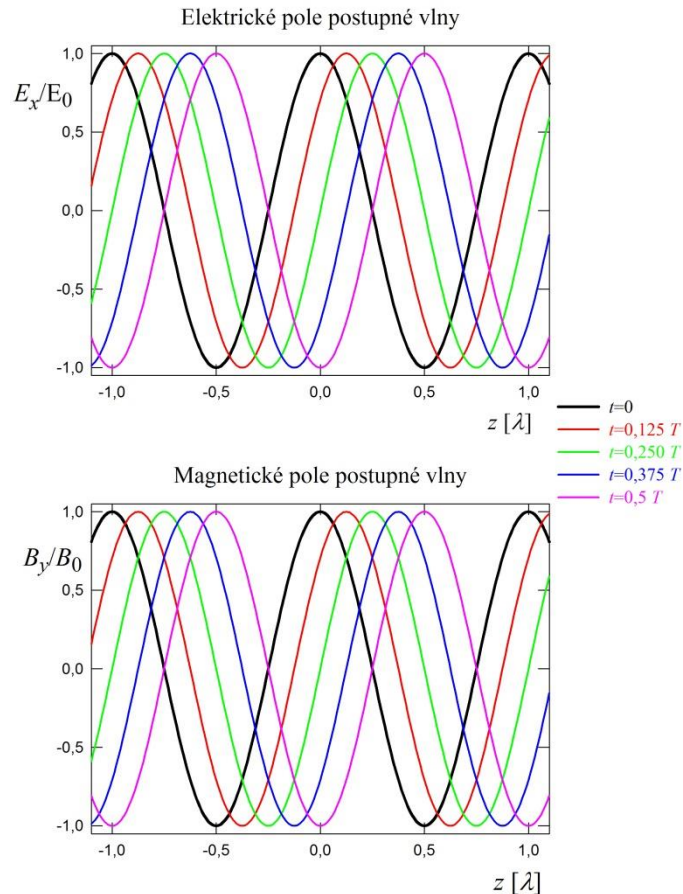 Elektrické pole postupné vlny
1,0
E_x/E_0
0,5
0,0
-0,5
-1,0
-1,0 -0,5 0,0 0,5 1,0
z [λ]
t=0
t=0,125 T
t=0,250 T
t=0,375 T
t=0,5 T
Magnetické pole postupné vlny
1,0
B_y/B_0
0,5
0,0
-0,5
-1,0
-1,0 -0,5 0,0 0,5 1,0
z [λ]